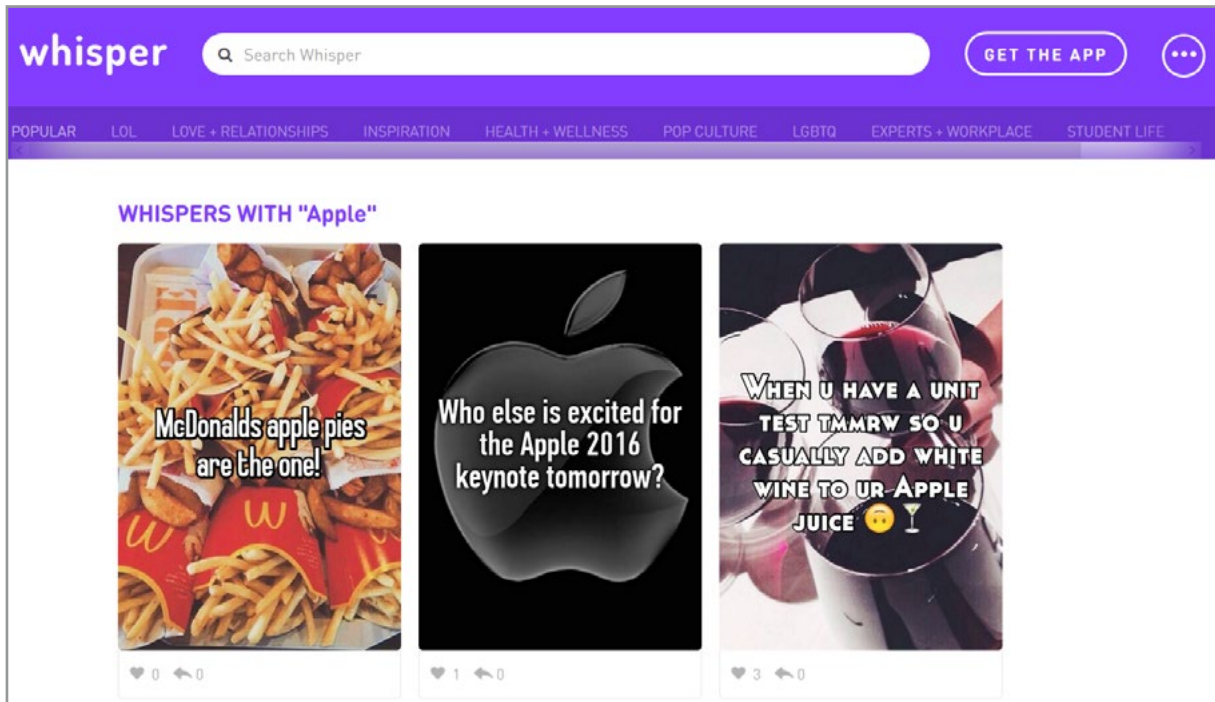 whisper
Search Whisper
GET THE APP
POPULAR LOL LOVE + RELATIONSHIPS INSPIRATION HEALTH + WELLNESS POP CULTURE LGBTQ EXPERTS + WORKPLACE STUDENT LIFE
WHISPERS WITH "Apple"
McDonalds apple pies
are the one!
Who else is excited for
the Apple 2016
keynote tomorrow?
WHEN U HAVE A UNIT
TEST TMMRW SO U
CASUALLY ADD WHITE
WINE TO UR APPLE
JUICE 🙃🍸
0 0
1 0
3 0